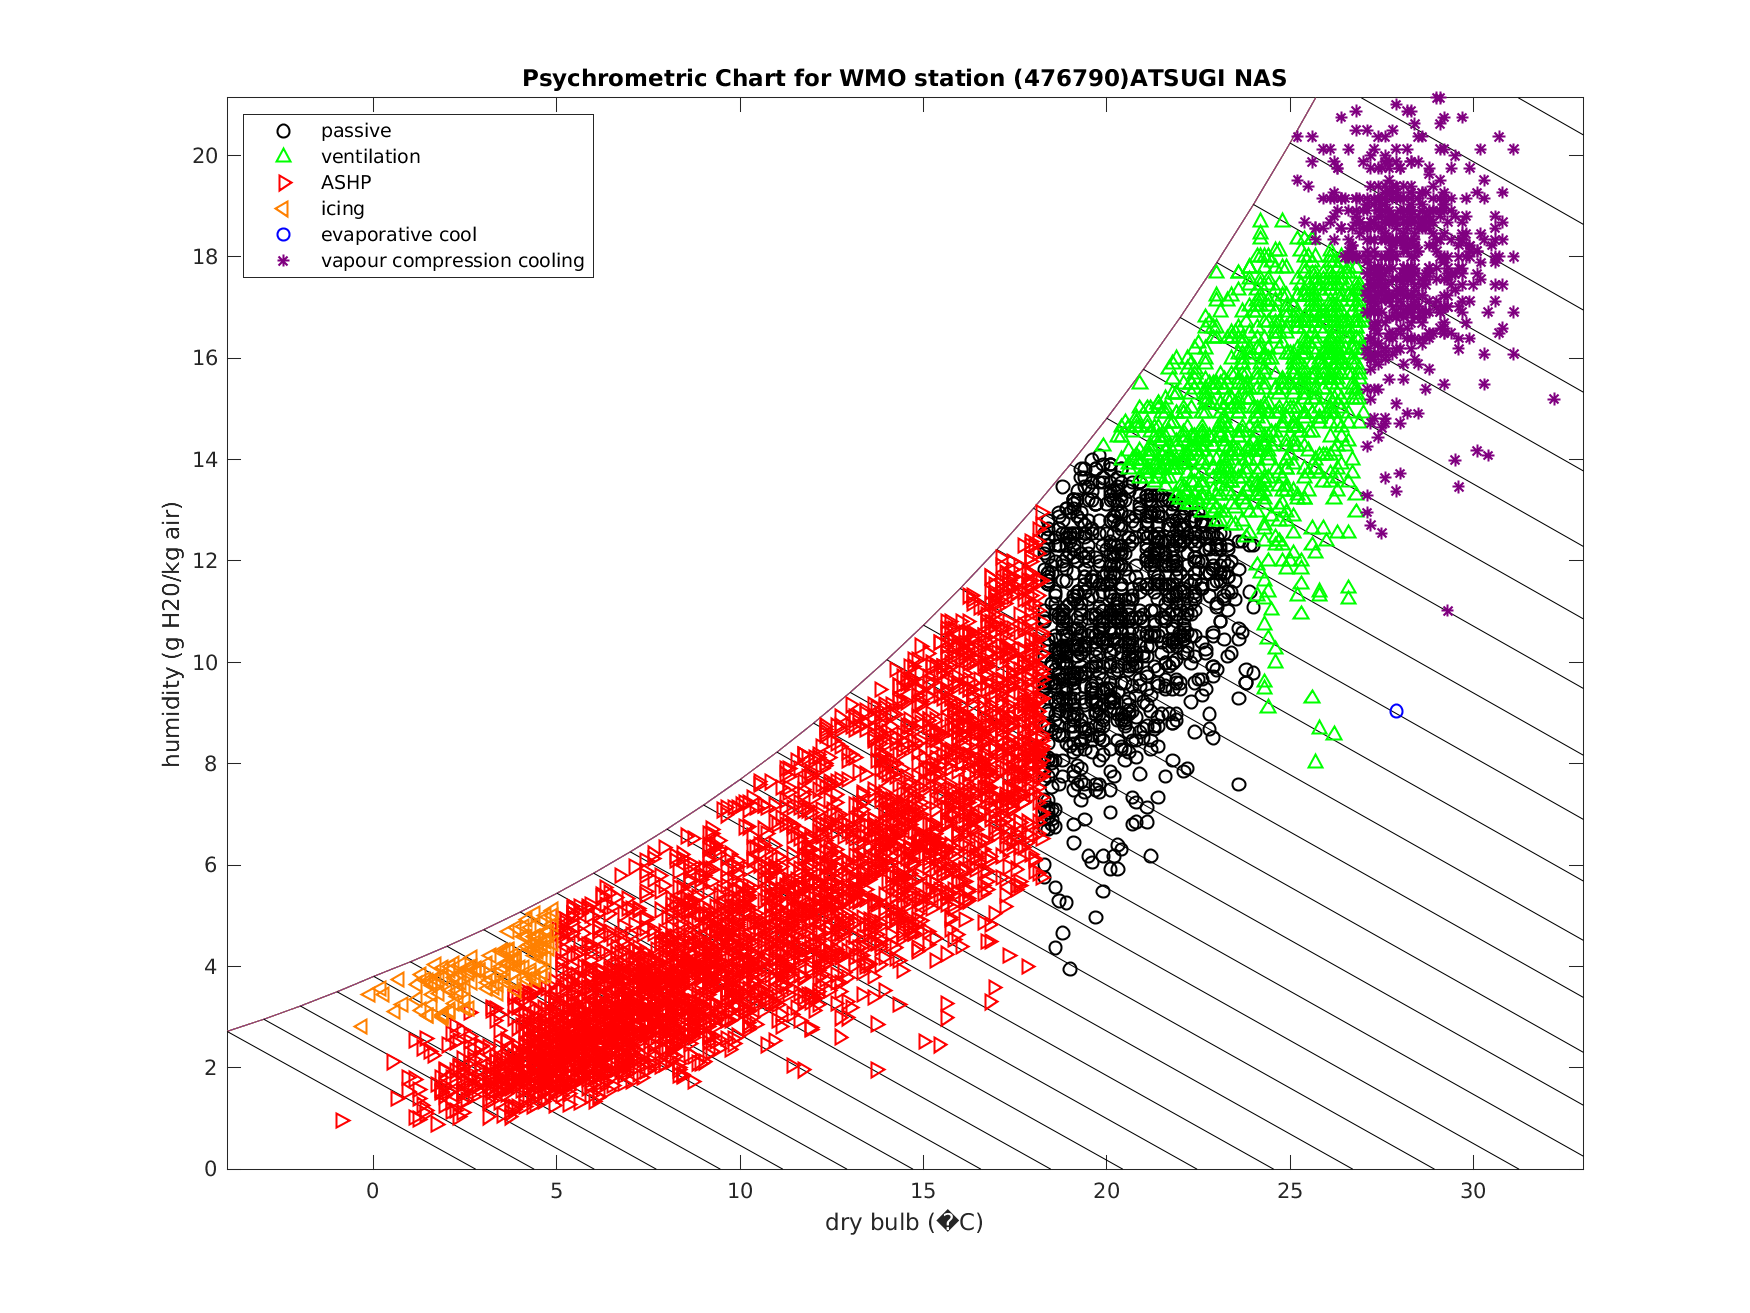 Psychrometric Chart for WMO station (476790)ATSUGI NAS
passive
ventilation
ASHP
icing
evaporative cool
vapour compression cooling
humidity (g H20/kg air)
20
18
16
14
12
10
8
6
4
2
0
0 5 10 15 20 25 30
dry bulb (�C)